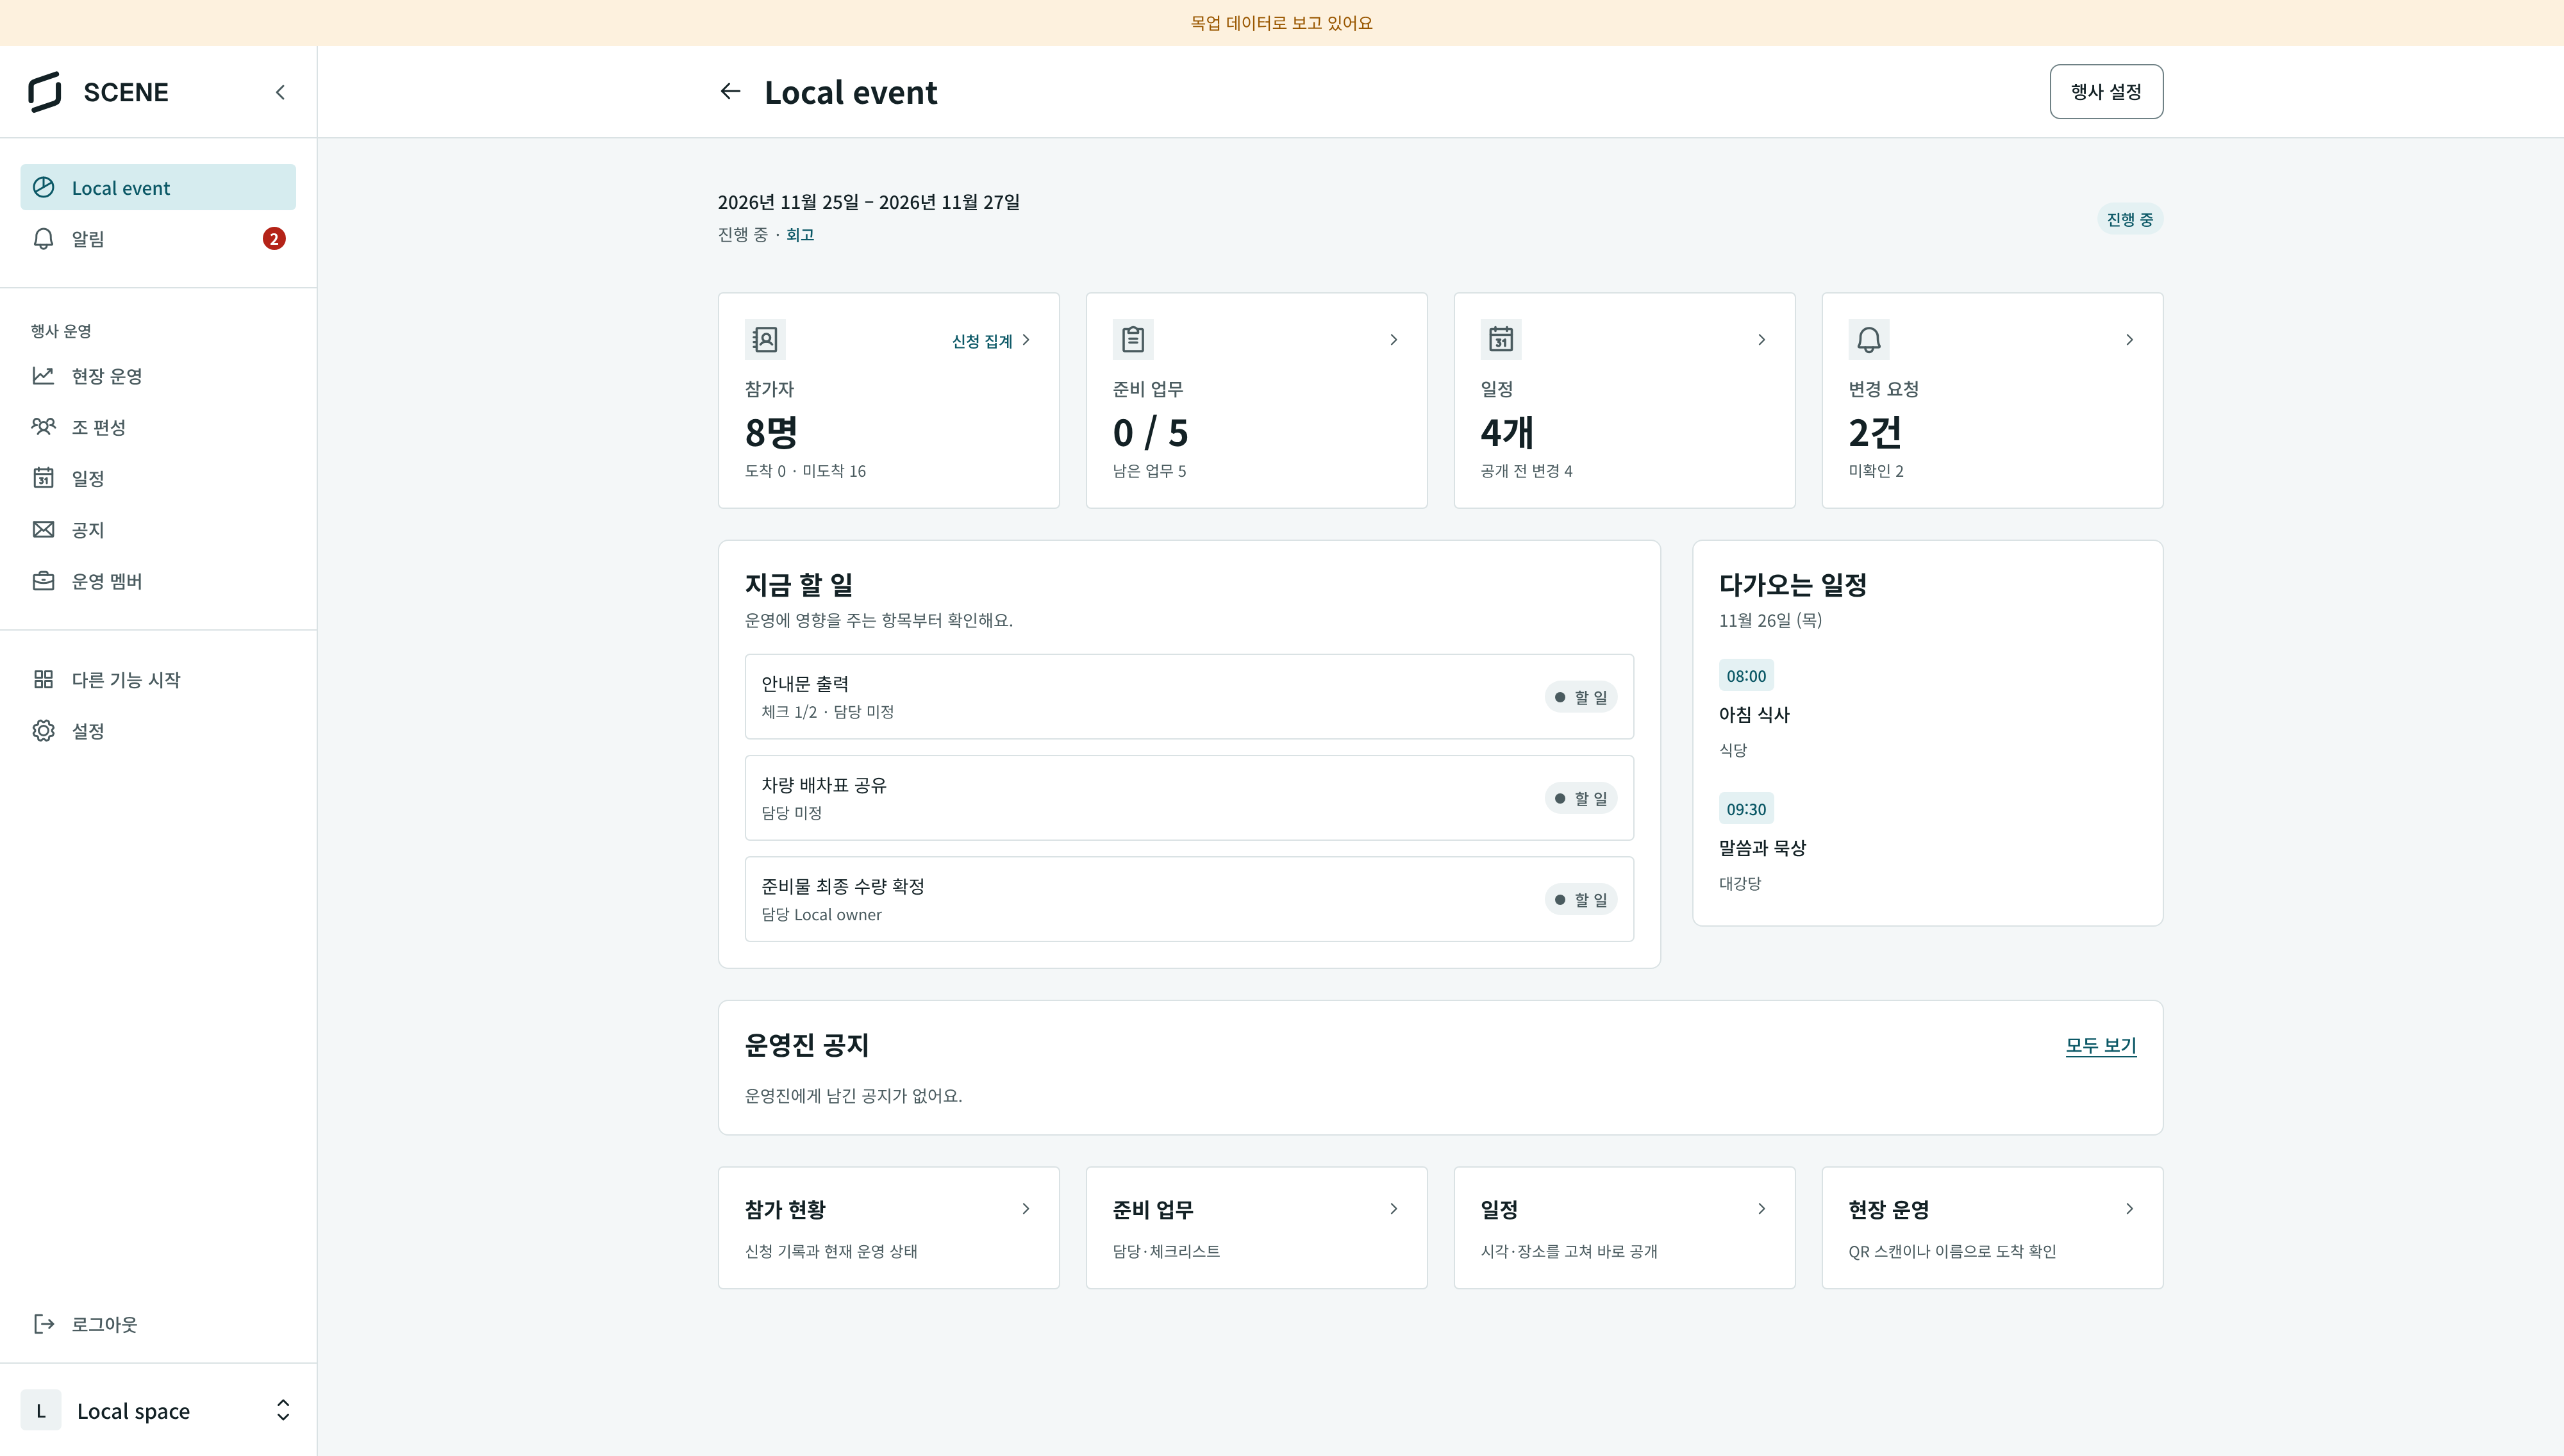 목업 데이터로 보고 있어요
SCENE
Local event
알림
2
행사 운영
현장 운영
조 편성
31
일정
공지
운영 멤버
다른 기능 시작
설정
로그아웃
L
Local space
Local event
행사 설정
2026년 11월 25일 – 2026년 11월 27일
진행 중 · 회고
진행 중
신청 집계
참가자
8명
도착 0 · 미도착 16
준비 업무
0 / 5
남은 업무 5
31
일정
4개
공개 전 변경 4
변경 요청
2건
미확인 2
지금 할 일
운영에 영향을 주는 항목부터 확인해요.
안내문 출력
체크 1/2 · 담당 미정
할 일
차량 배차표 공유
담당 미정
할 일
준비물 최종 수량 확정
담당 Local owner
할 일
다가오는 일정
11월 26일 (목)
08:00
아침 식사
식당
09:30
말씀과 묵상
대강당
운영진 공지
모두 보기
운영진에게 남긴 공지가 없어요.
참가 현황
신청 기록과 현재 운영 상태
준비 업무
담당·체크리스트
일정
시각·장소를 고쳐 바로 공개
현장 운영
QR 스캔이나 이름으로 도착 확인